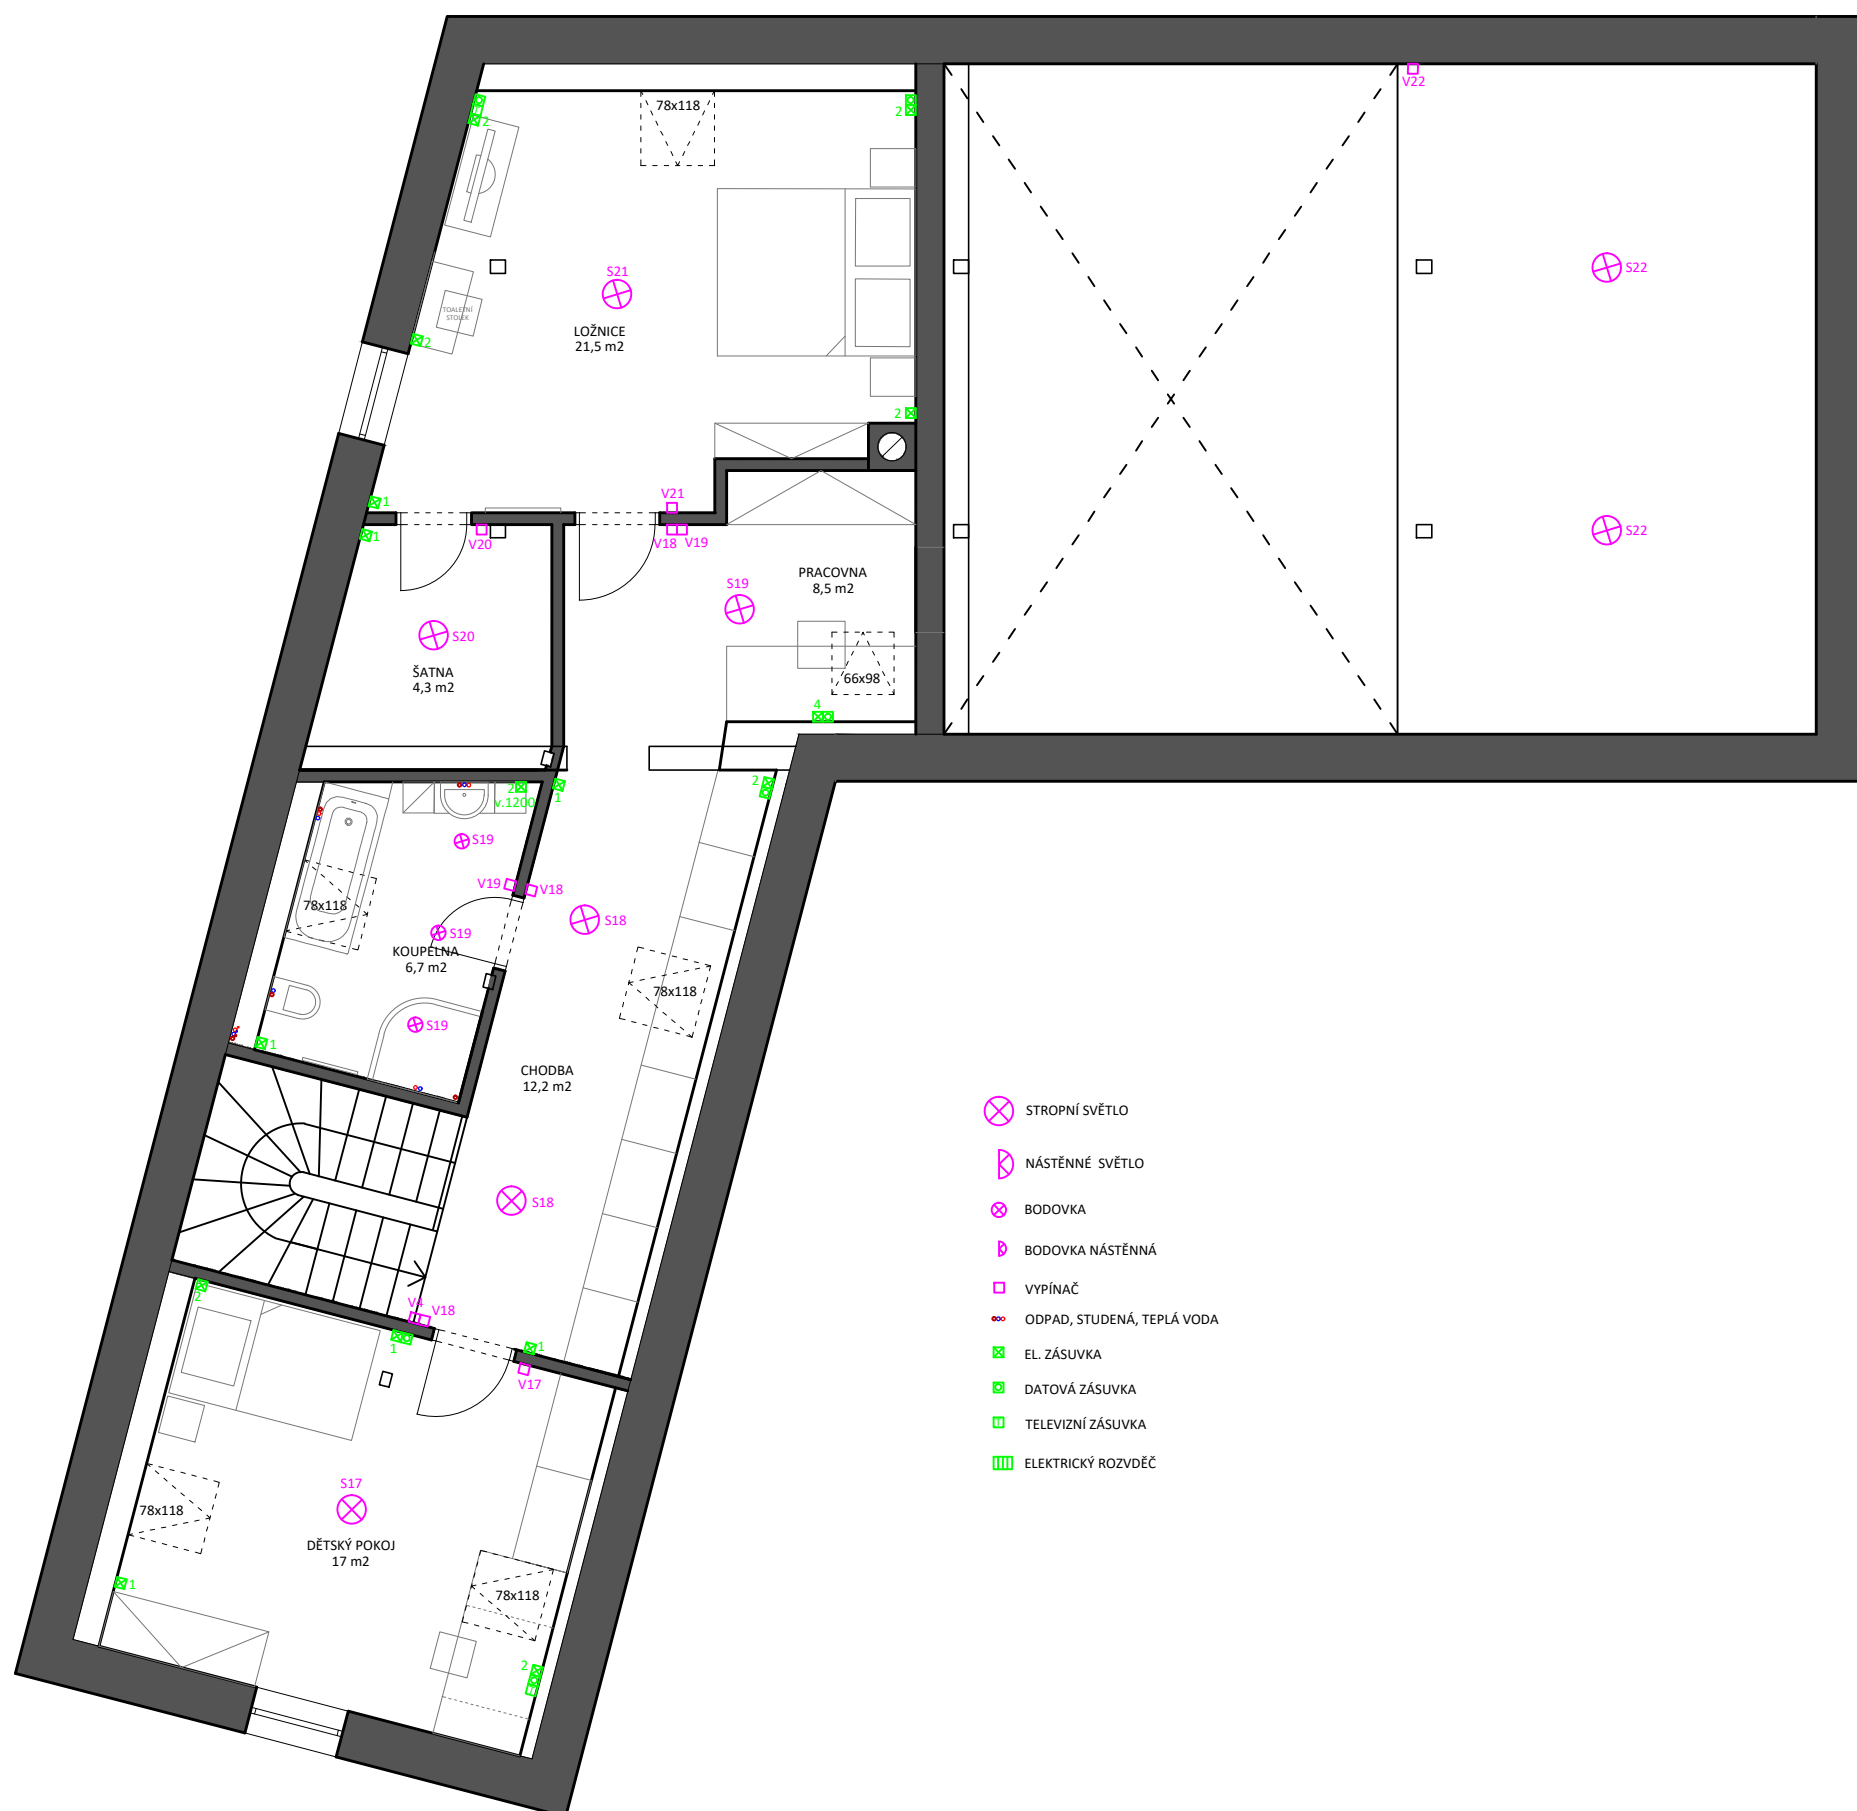 78x118
V22
2
2
S21
S22
TOALETNÍ
STOLEK
LOŽNICE
21,5 m2
2
2
1
V21
V20
V18
V19
1
S22
PRACOVNA
8,5 m2
S19
S20
ŠATNA
4,3 m2
66x98
4
2
v.1200
1
2
S19
V19
V18
78x118
S18
S19
KOUPELNA
6,7 m2
78x118
S19
1
CHODBA
12,2 m2
S18
2
V4
V18
1
1
V17
S17
78x118
DĚTSKÝ POKOJ
17 m2
1
78x118
2
STROPNÍ SVĚTLO
NÁSTĚNNÉ SVĚTLO
BODOVKA
BODOVKA NÁSTĚNNÁ
VYPÍNAČ
ODPAD, STUDENÁ, TEPLÁ VODA
EL. ZÁSUVKA
DATOVÁ ZÁSUVKA
TELEVIZNÍ ZÁSUVKA
ELEKTRICKÝ ROZVDĚČ